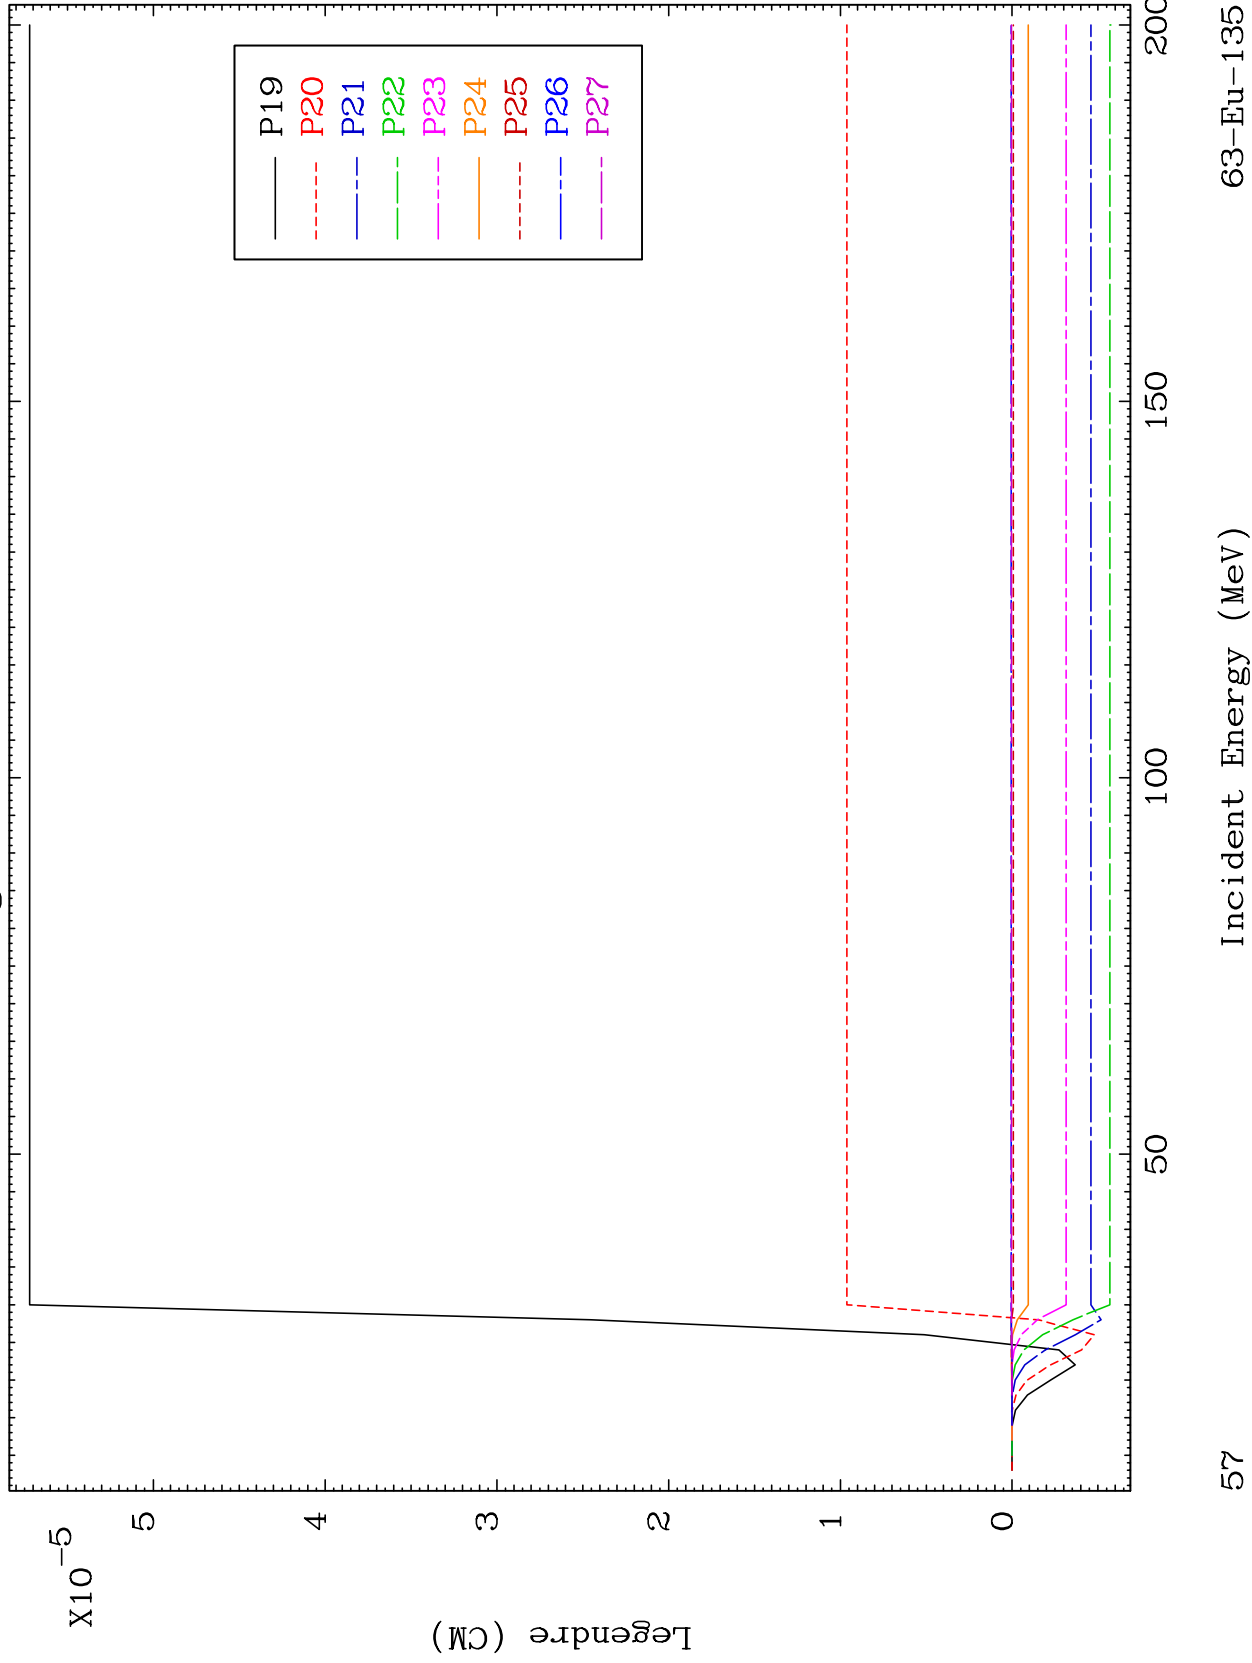 X10⁻⁵
Legendre (CM)
5
4
3
2
1
0
P19
P20
P21
P22
P23
P24
P25
P26
P27
50
100
150
200
Incident Energy (MeV)
57
63-Eu-135